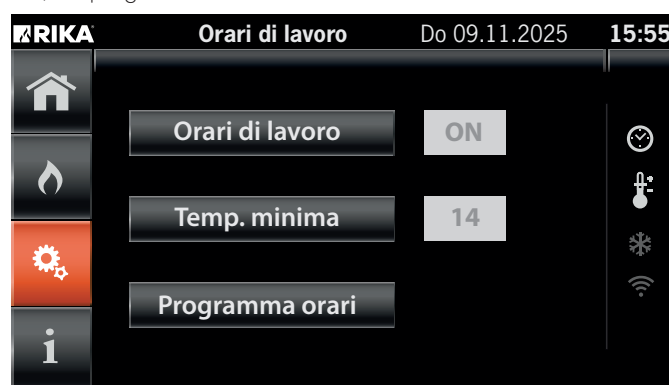 RIKA Orari di lavoro Do 09.11.2025 15:55
Orari di lavoro ON
Temp. minima 14
Programma orari
i